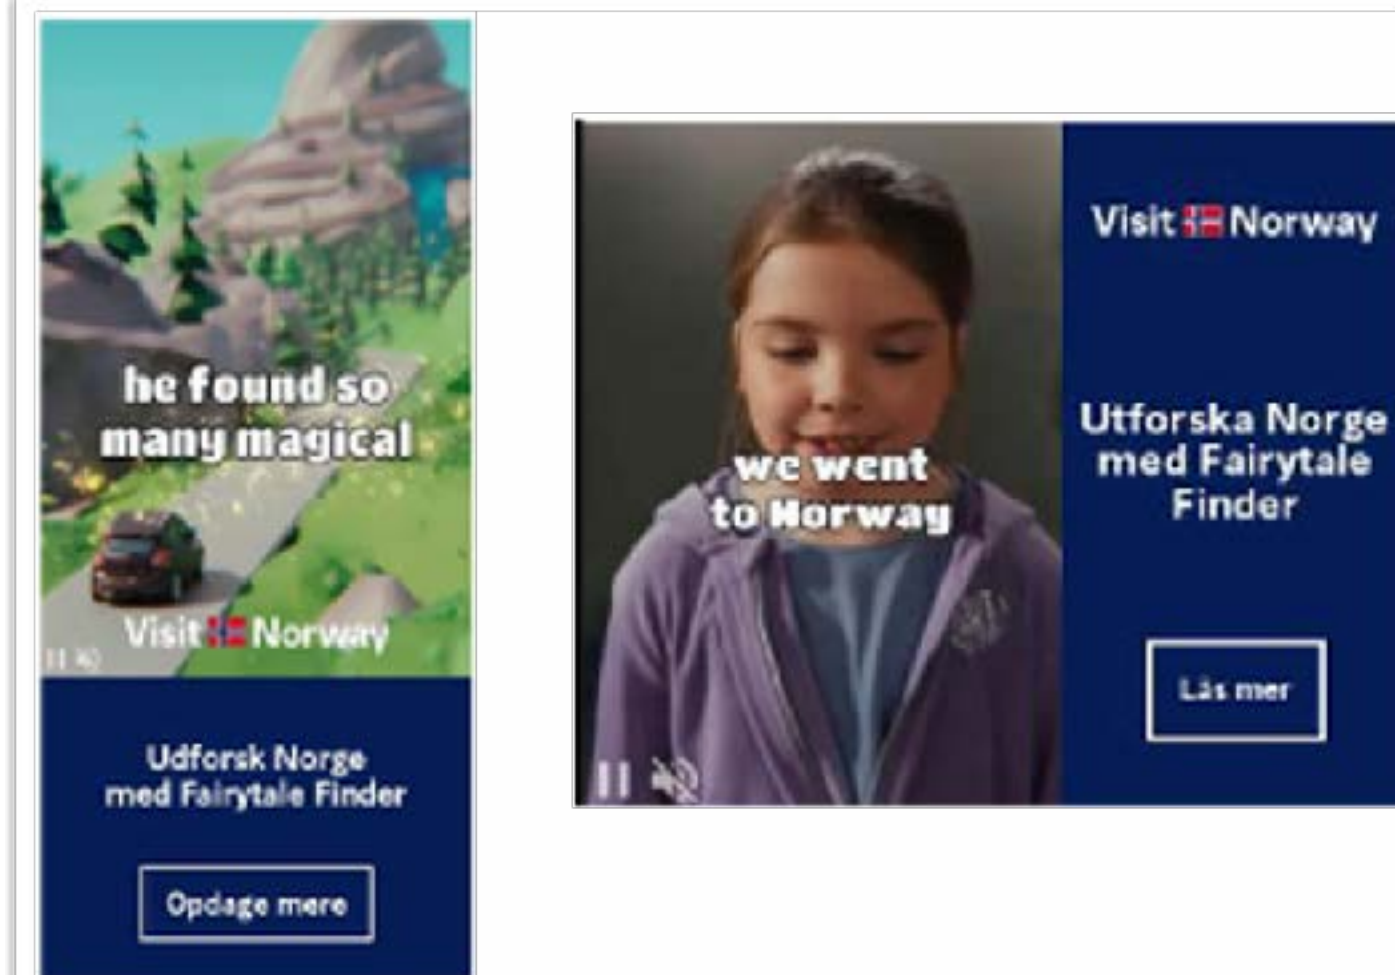 he found so
many magical
Visit Norway
Udforsk Norge
med Fairytale Finder
Opdage mere
we went
to Norway
Visit Norway
Utforska Norge
med Fairytale
Finder
Läs mer